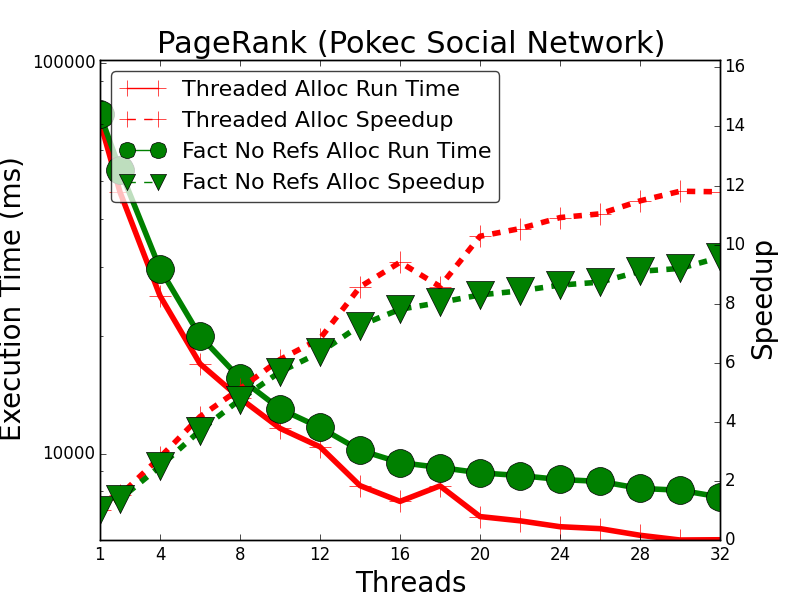 PageRank (Pokec Social Network)
100000
10000
Execution Time (ms)
Threaded Alloc Run Time
Threaded Alloc Speedup
Fact No Refs Alloc Run Time
Fact No Refs Alloc Speedup
16
14
12
10
8
6
4
2
0
Speedup
1 4 8 12 16 20 24 28 32
Threads